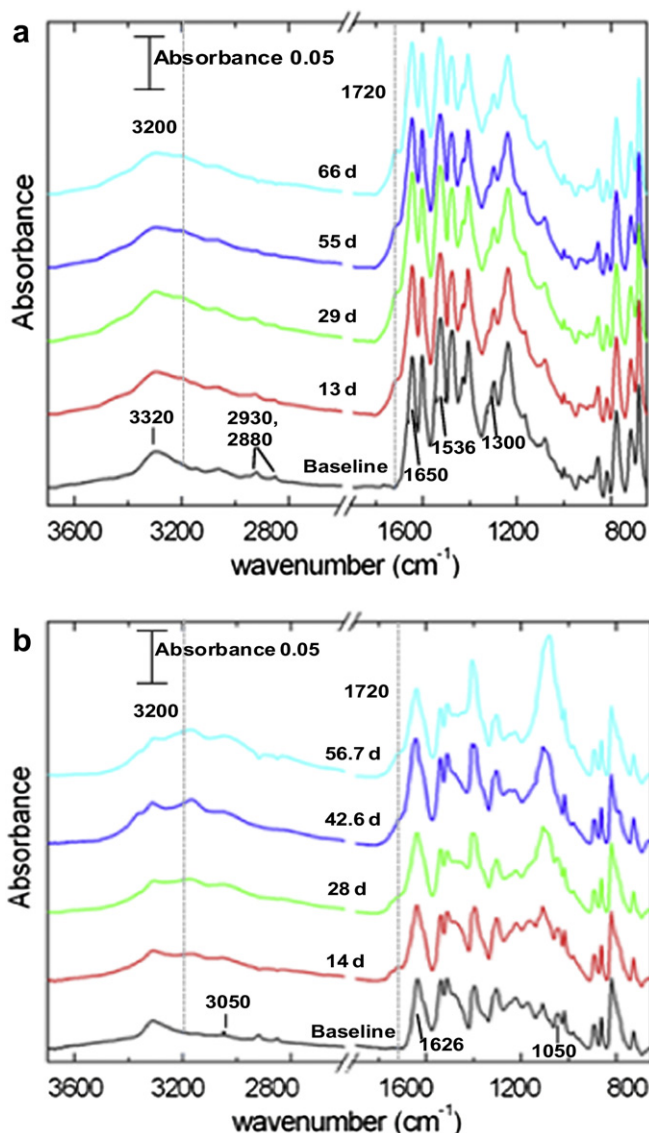 a
Absorbance 0.05
1720
3200
66 d
55 d
29 d
13 d
3320
2930,
2880
Baseline
1650
1536
1300
Absorbance
3600 3200 2800 1600 1200 800
wavenumber (cm⁻¹)
b
Absorbance 0.05
1720
3200
56.7 d
42.6 d
28 d
14 d
3050
Baseline
1626
1050
Absorbance
3600 3200 2800 1600 1200 800
wavenumber (cm⁻¹)